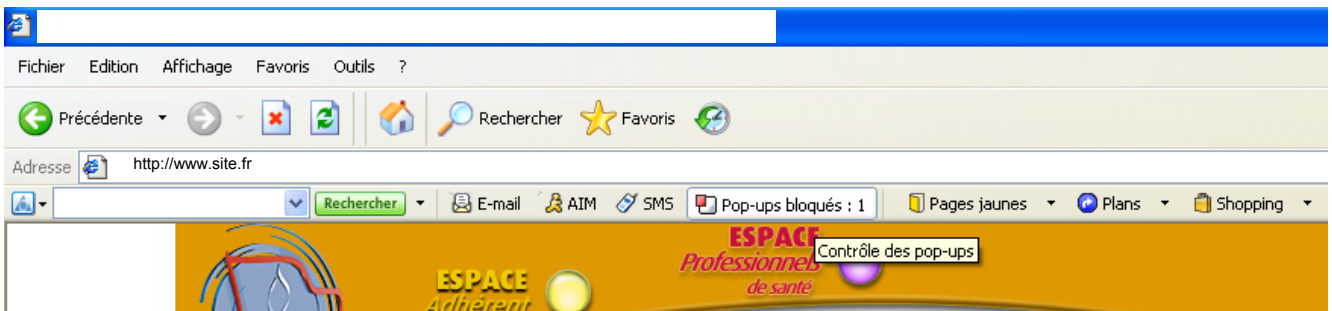 Fichier Edition Affichage Favoris Outils ?
Précédente Rechercher Favoris
Adresse http://www.site.fr
Rechercher E-mail AIM SMS Pop-ups bloqués : 1 Pages jaunes Plans Shopping
ESPACE
Professionnels
de santé
Contrôle des pop-ups
ESPACE
Adhérent